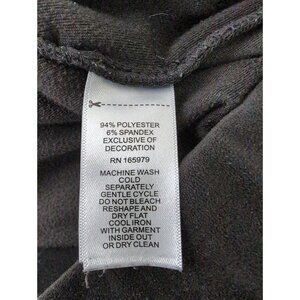 94% POLYESTER
6% SPANDEX
EXCLUSIVE OF
DECORATION
RN 165979
MACHINE WASH
COLD
SEPARATELY
GENTLE CYCLE
DO NOT BLEACH
RESHAPE AND
DRY FLAT
COOL IRON
WITH GARMENT
INSIDE OUT
OR DRY CLEAN